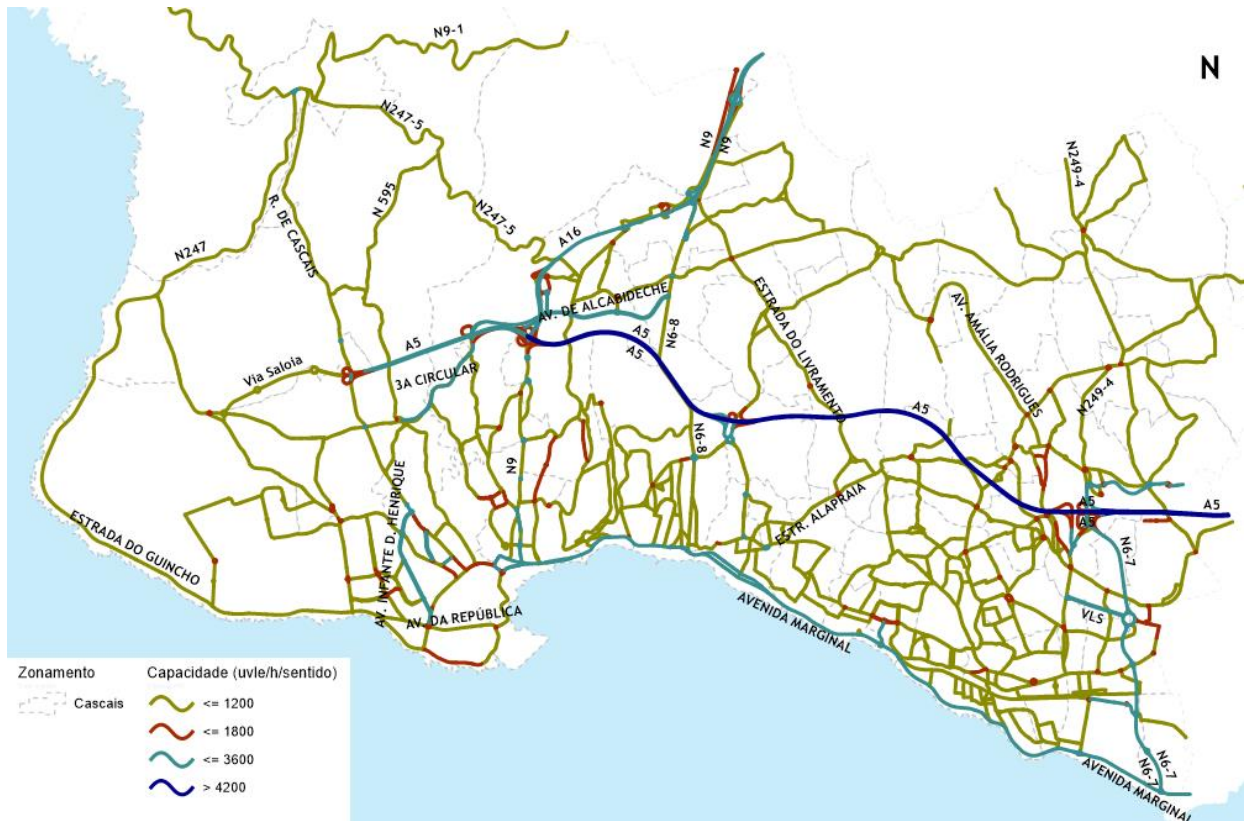 N9-1
N
N247-5
N9
N9
N249-4
N 595
R. DE CASCAIS
N247-5
N247
A16
ESTRADA DO LIVRAMENTO
AV. DE ALCABIDECHE
AV. AMÁLIA RODRIGUES
A5
A5
A5
N6-8
Via Saloia
3A CIRCULAR
A5
N249-4
N6-8
N9
AV. INFANTE D. HENRIQUE
ESTR. ALAPRAIA
A5
A5
A5
ESTRADA DO GUINCHO
N6-7
AV. DA REPÚBLICA
AVENIDA MARGINAL
VLS
Zonamento
Cascais
Capacidade (uvle/h/sentido)
<= 1200
<= 1800
<= 3600
> 4200
N6-7
N6-7
AVENIDA MARGINAL